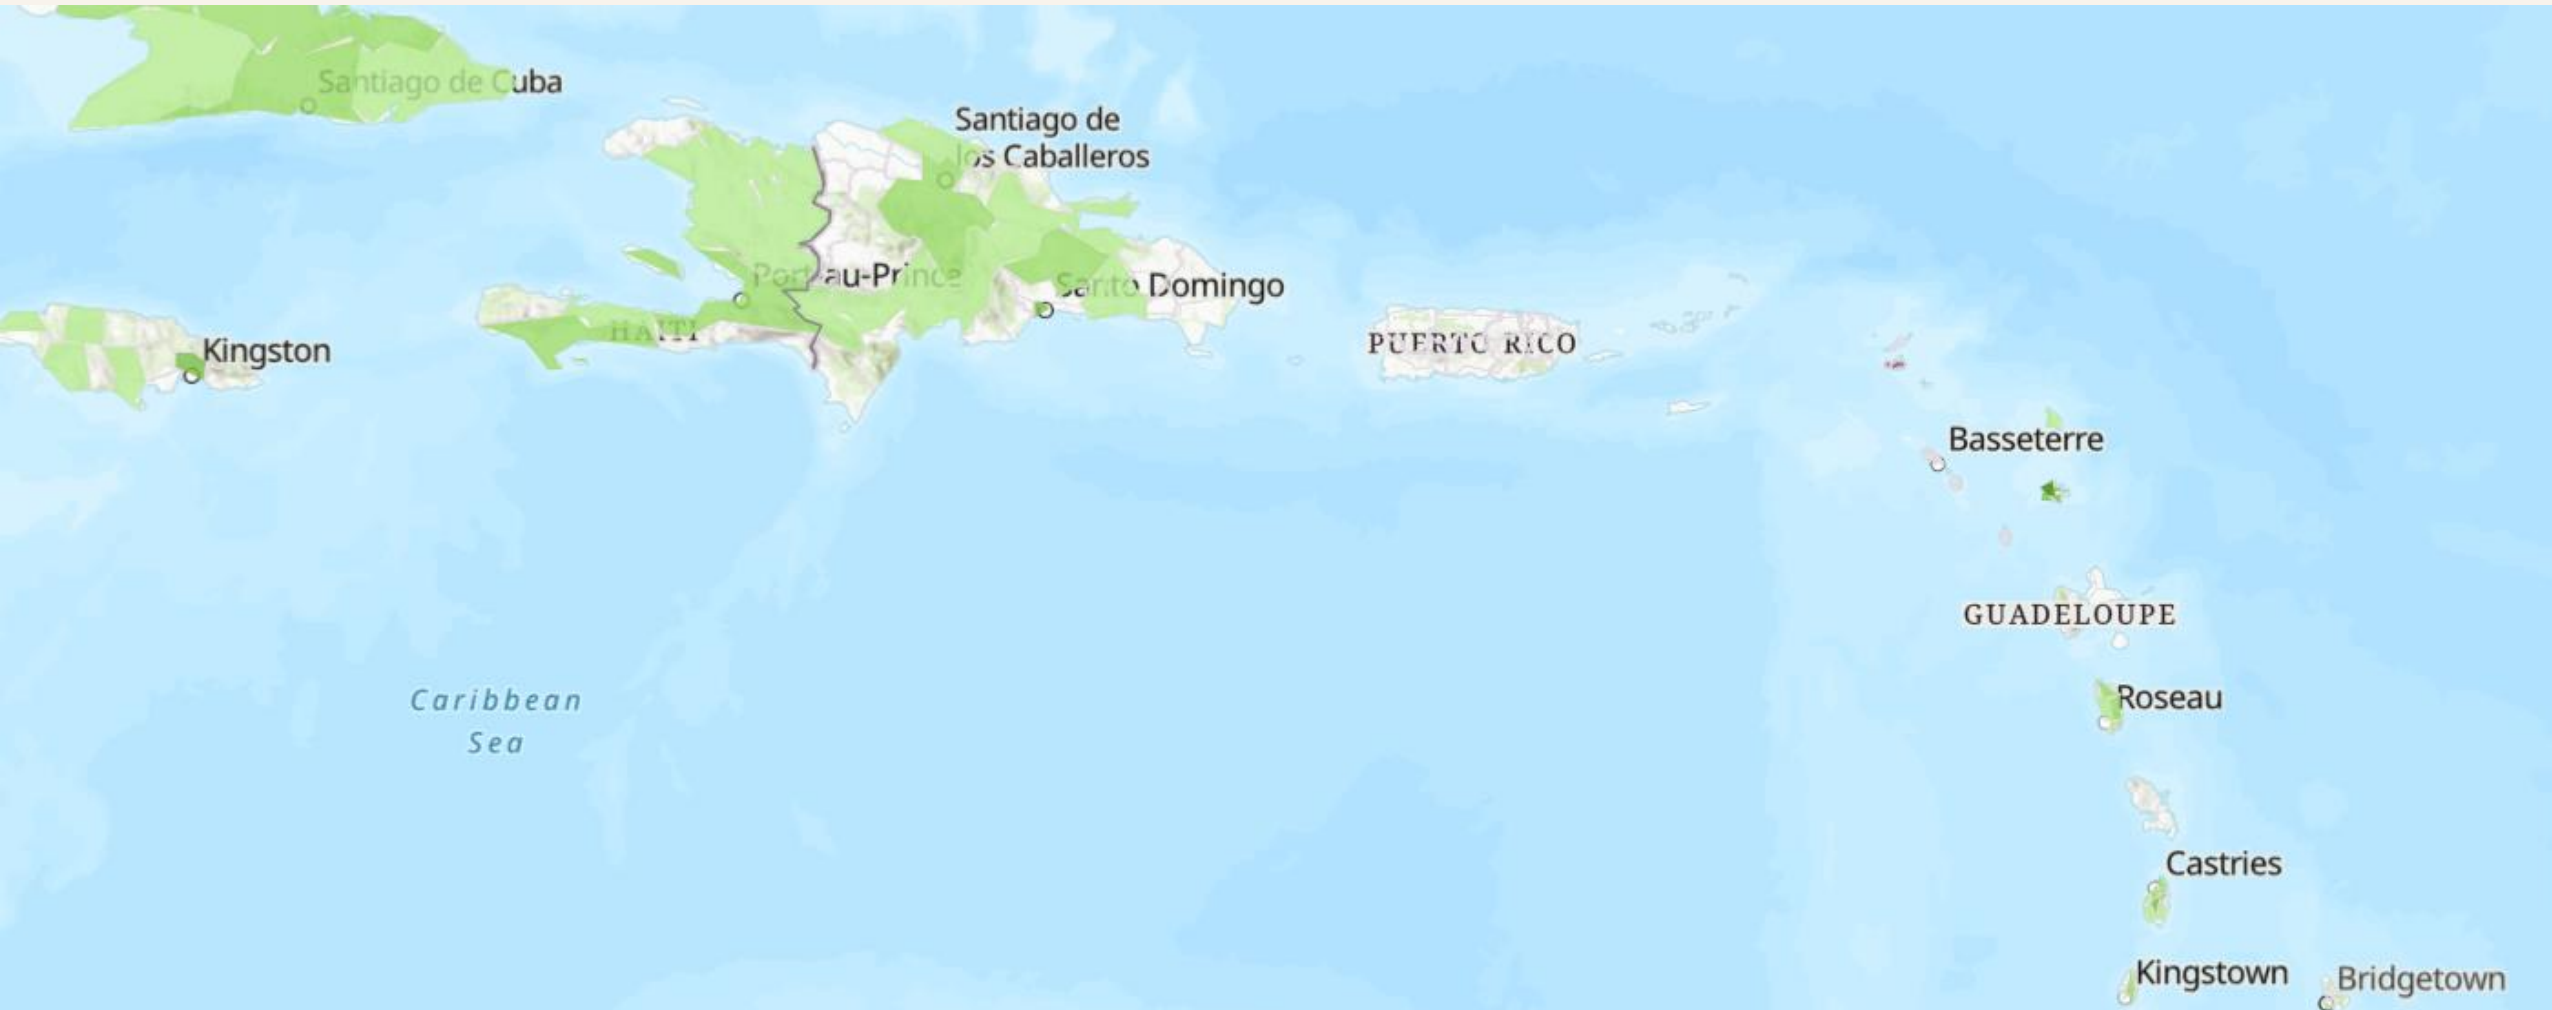 Santiago de Cuba
Santiago de
los Caballeros
Port-au-Prince
Santo Domingo
HAITI
Kingston
PUERTO RICO
Basseterre
GUADELOUPE
Caribbean
Sea
Roseau
Castries
Kingstown
Bridgetown